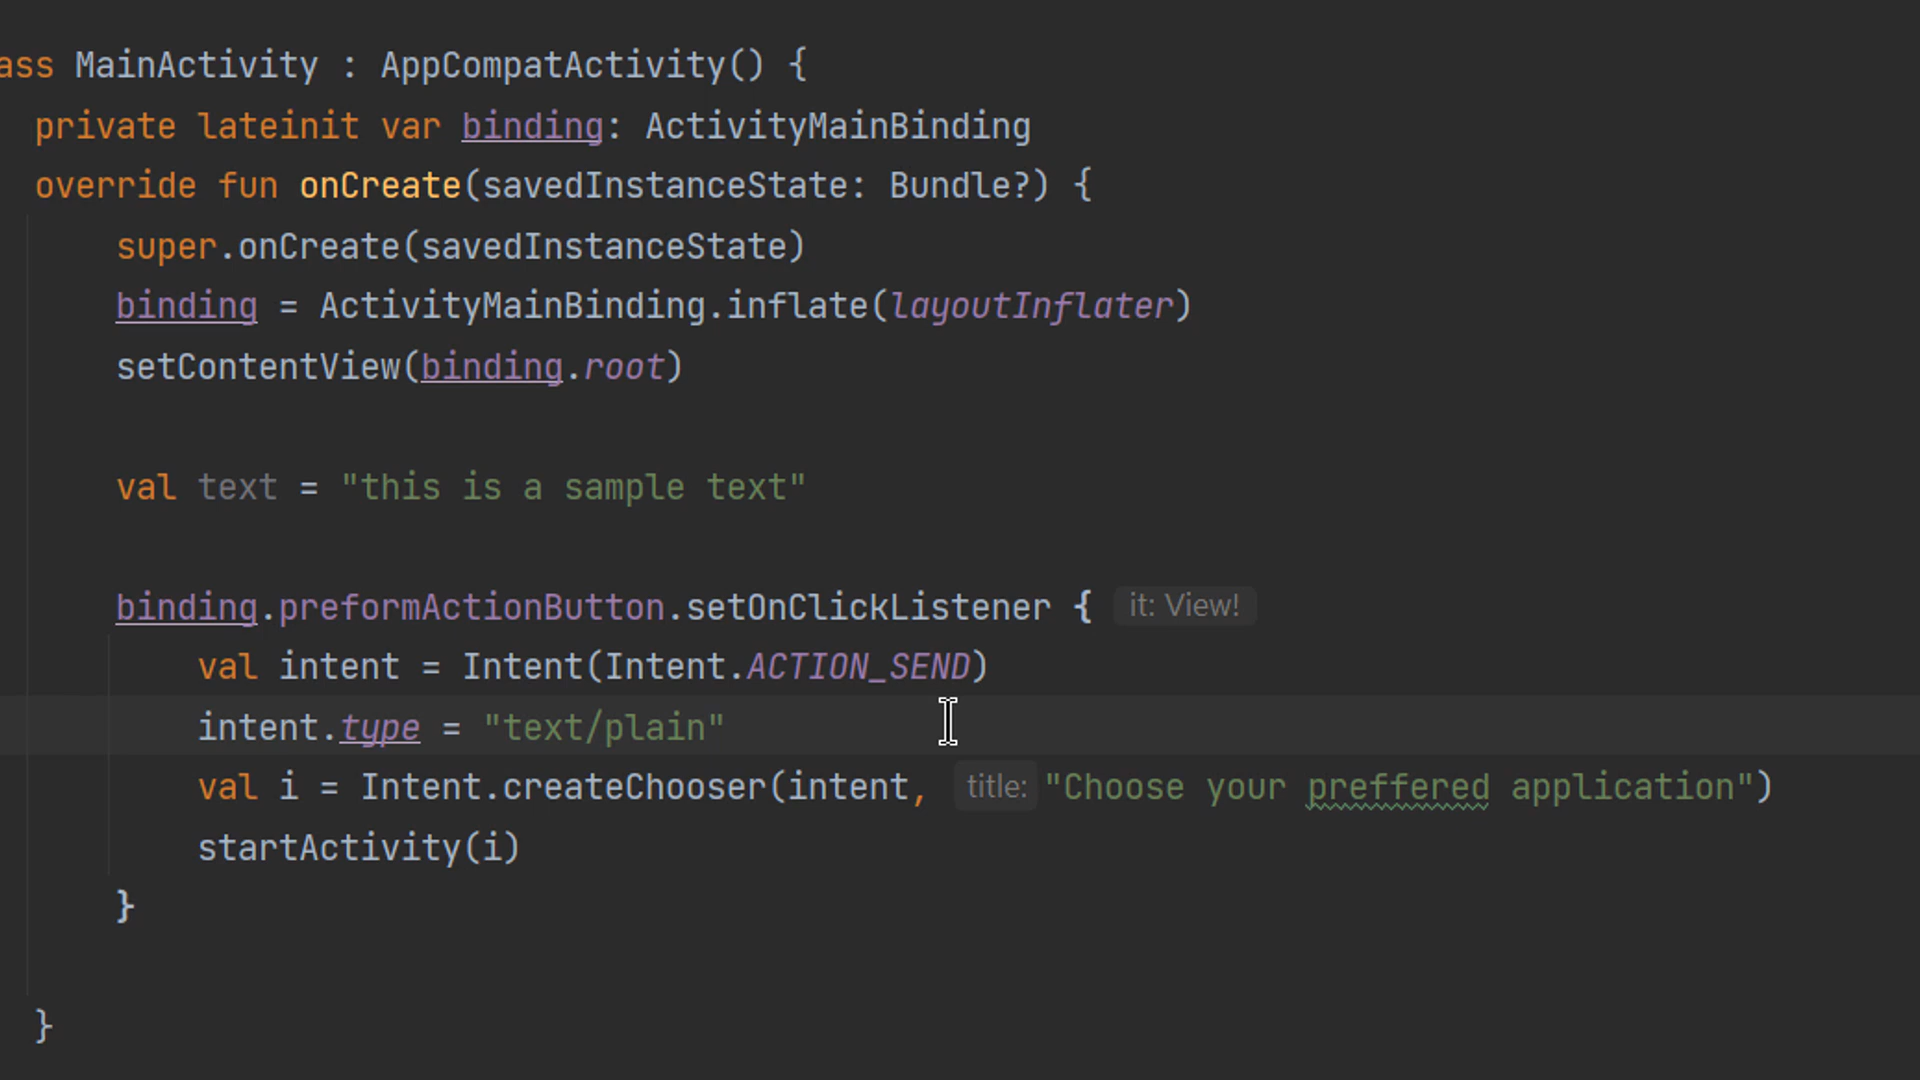 ass MainActivity : AppCompatActivity() {
private lateinit var binding: ActivityMainBinding
override fun onCreate(savedInstanceState: Bundle?) {
super.onCreate(savedInstanceState)
binding = ActivityMainBinding.inflate(layoutInflater)
setContentView(binding.root)
val text = "this is a sample text"
binding.preformActionButton.setOnClickListener { it: View!
val intent = Intent(Intent.ACTION_SEND)
intent.type = "text/plain"
val i = Intent.createChooser(intent, title: "Choose your preffered application")
startActivity(i)
}
}